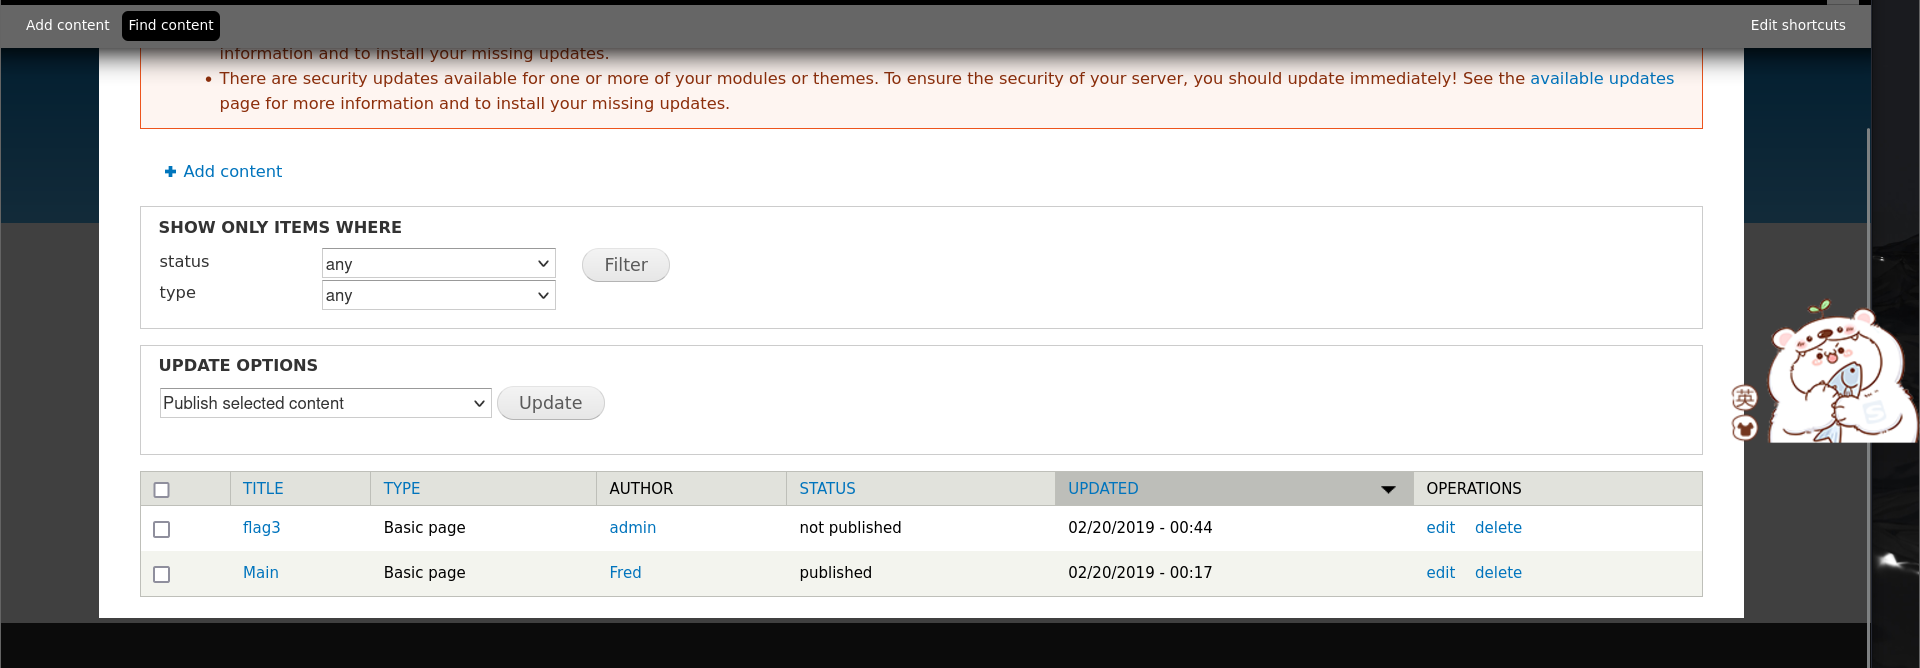 Add content Find content Edit shortcuts
information and to install your missing updates.
There are security updates available for one or more of your modules or themes. To ensure the security of your server, you should update immediately! See the available updates
page for more information and to install your missing updates.
Add content
SHOW ONLY ITEMS WHERE
status any Filter
type any
UPDATE OPTIONS
Publish selected content Update
英
S
TITLE TYPE AUTHOR STATUS UPDATED OPERATIONS
flag3 Basic page admin not published 02/20/2019 - 00:44 edit delete
Main Basic page Fred published 02/20/2019 - 00:17 edit delete